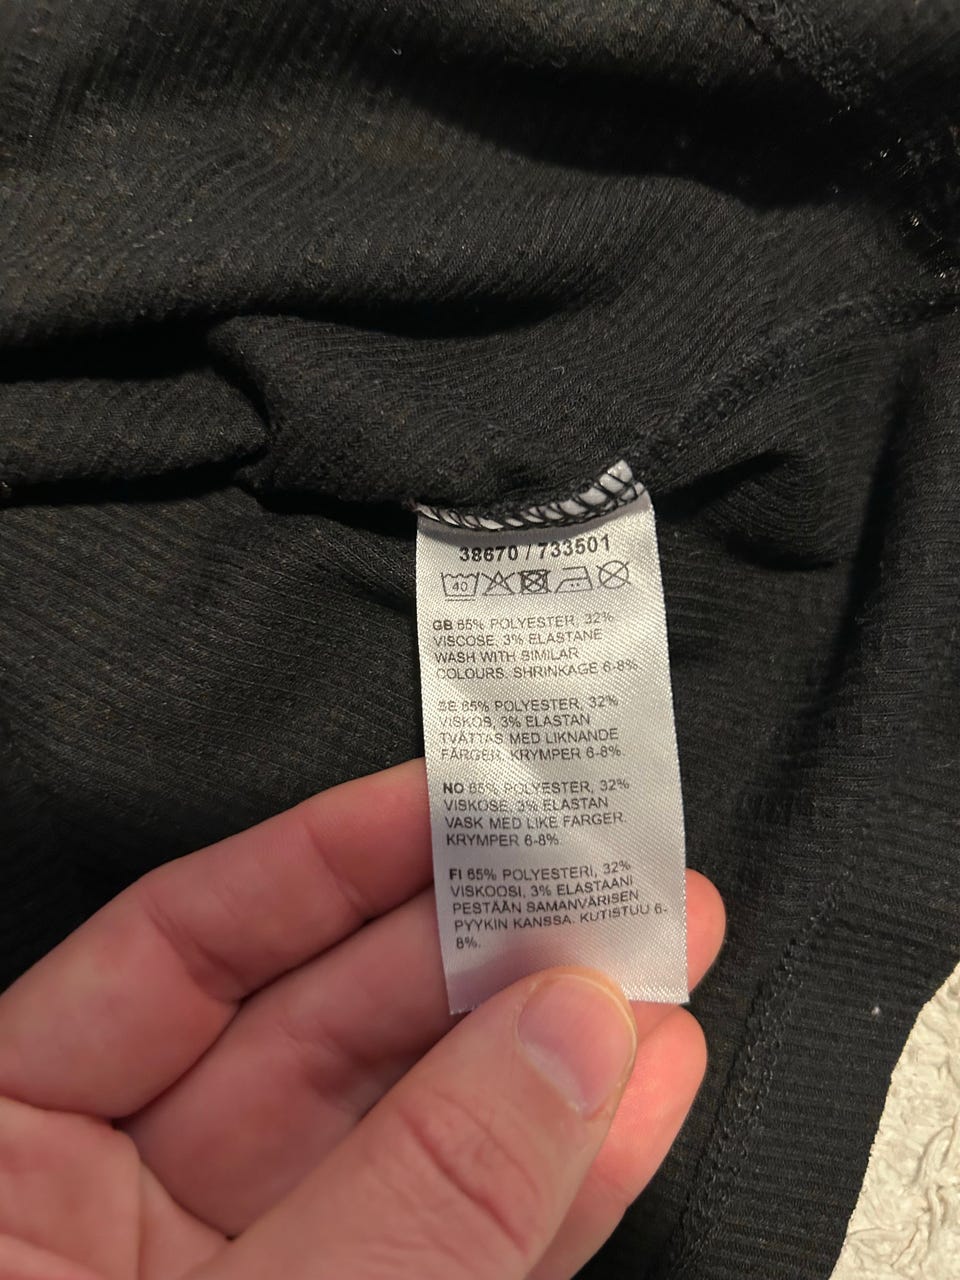 38670 / 733501
40
GB 65% POLYESTER, 32%
VISCOSE, 3% ELASTANE
WASH WITH SIMILAR
COLOURS. SHRINKAGE 6-8%
SE 65% POLYESTER, 32%
VISKOS, 3% ELASTAN
TVÄTTAS MED LIKNANDE
FÄRGER. KRYMPER 6-8%
NO 65% POLYESTER, 32%
VISKOSE, 3% ELASTAN
VASK MED LIKE FARGER.
KRYMPER 6-8%
FI 65% POLYESTERI, 32%
VISKOOSI, 3% ELASTAANI
PESTÄÄN SAMANVÄRISEN
PYYKIN KANSSA. KUTISTUU 6-
8%.